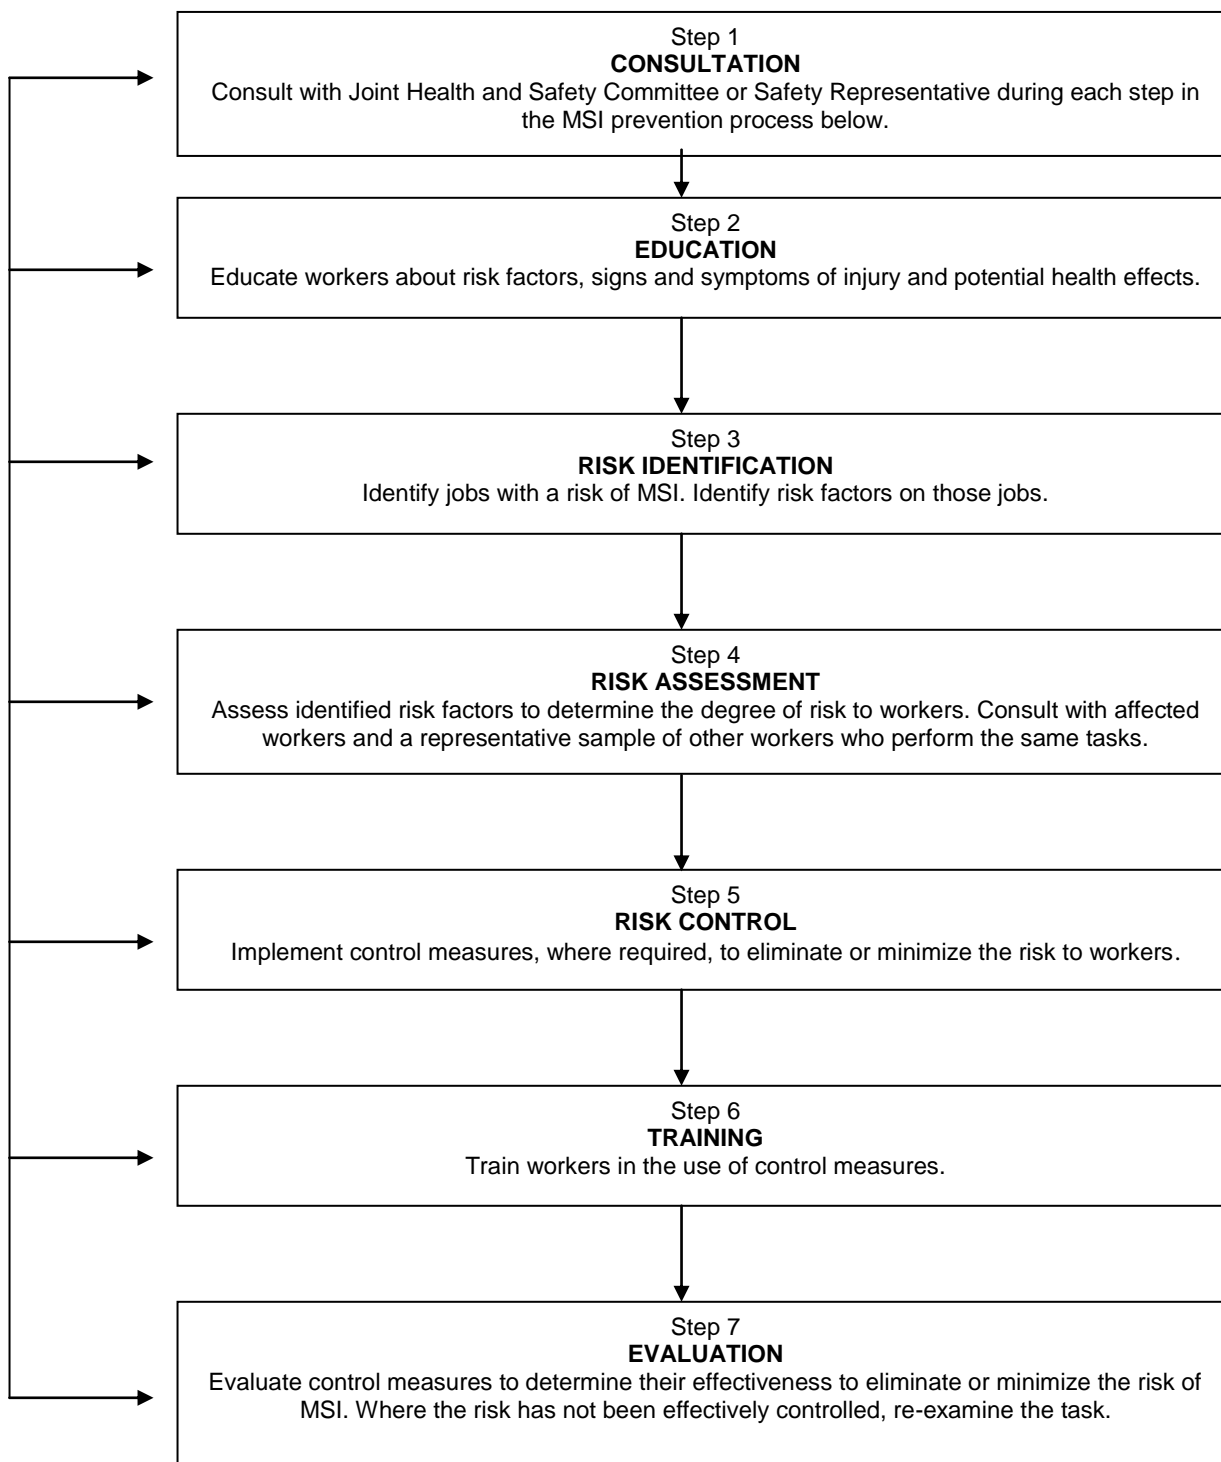 Step 1
CONSULTATION
Consult with Joint Health and Safety Committee or Safety Representative during each step in
the MSI prevention process below.
Step 2
EDUCATION
Educate workers about risk factors, signs and symptoms of injury and potential health effects.
Step 3
RISK IDENTIFICATION
Identify jobs with a risk of MSI. Identify risk factors on those jobs.
Step 4
RISK ASSESSMENT
Assess identified risk factors to determine the degree of risk to workers. Consult with affected
workers and a representative sample of other workers who perform the same tasks.
Step 5
RISK CONTROL
Implement control measures, where required, to eliminate or minimize the risk to workers.
Step 6
TRAINING
Train workers in the use of control measures.
Step 7
EVALUATION
Evaluate control measures to determine their effectiveness to eliminate or minimize the risk of
MSI. Where the risk has not been effectively controlled, re-examine the task.